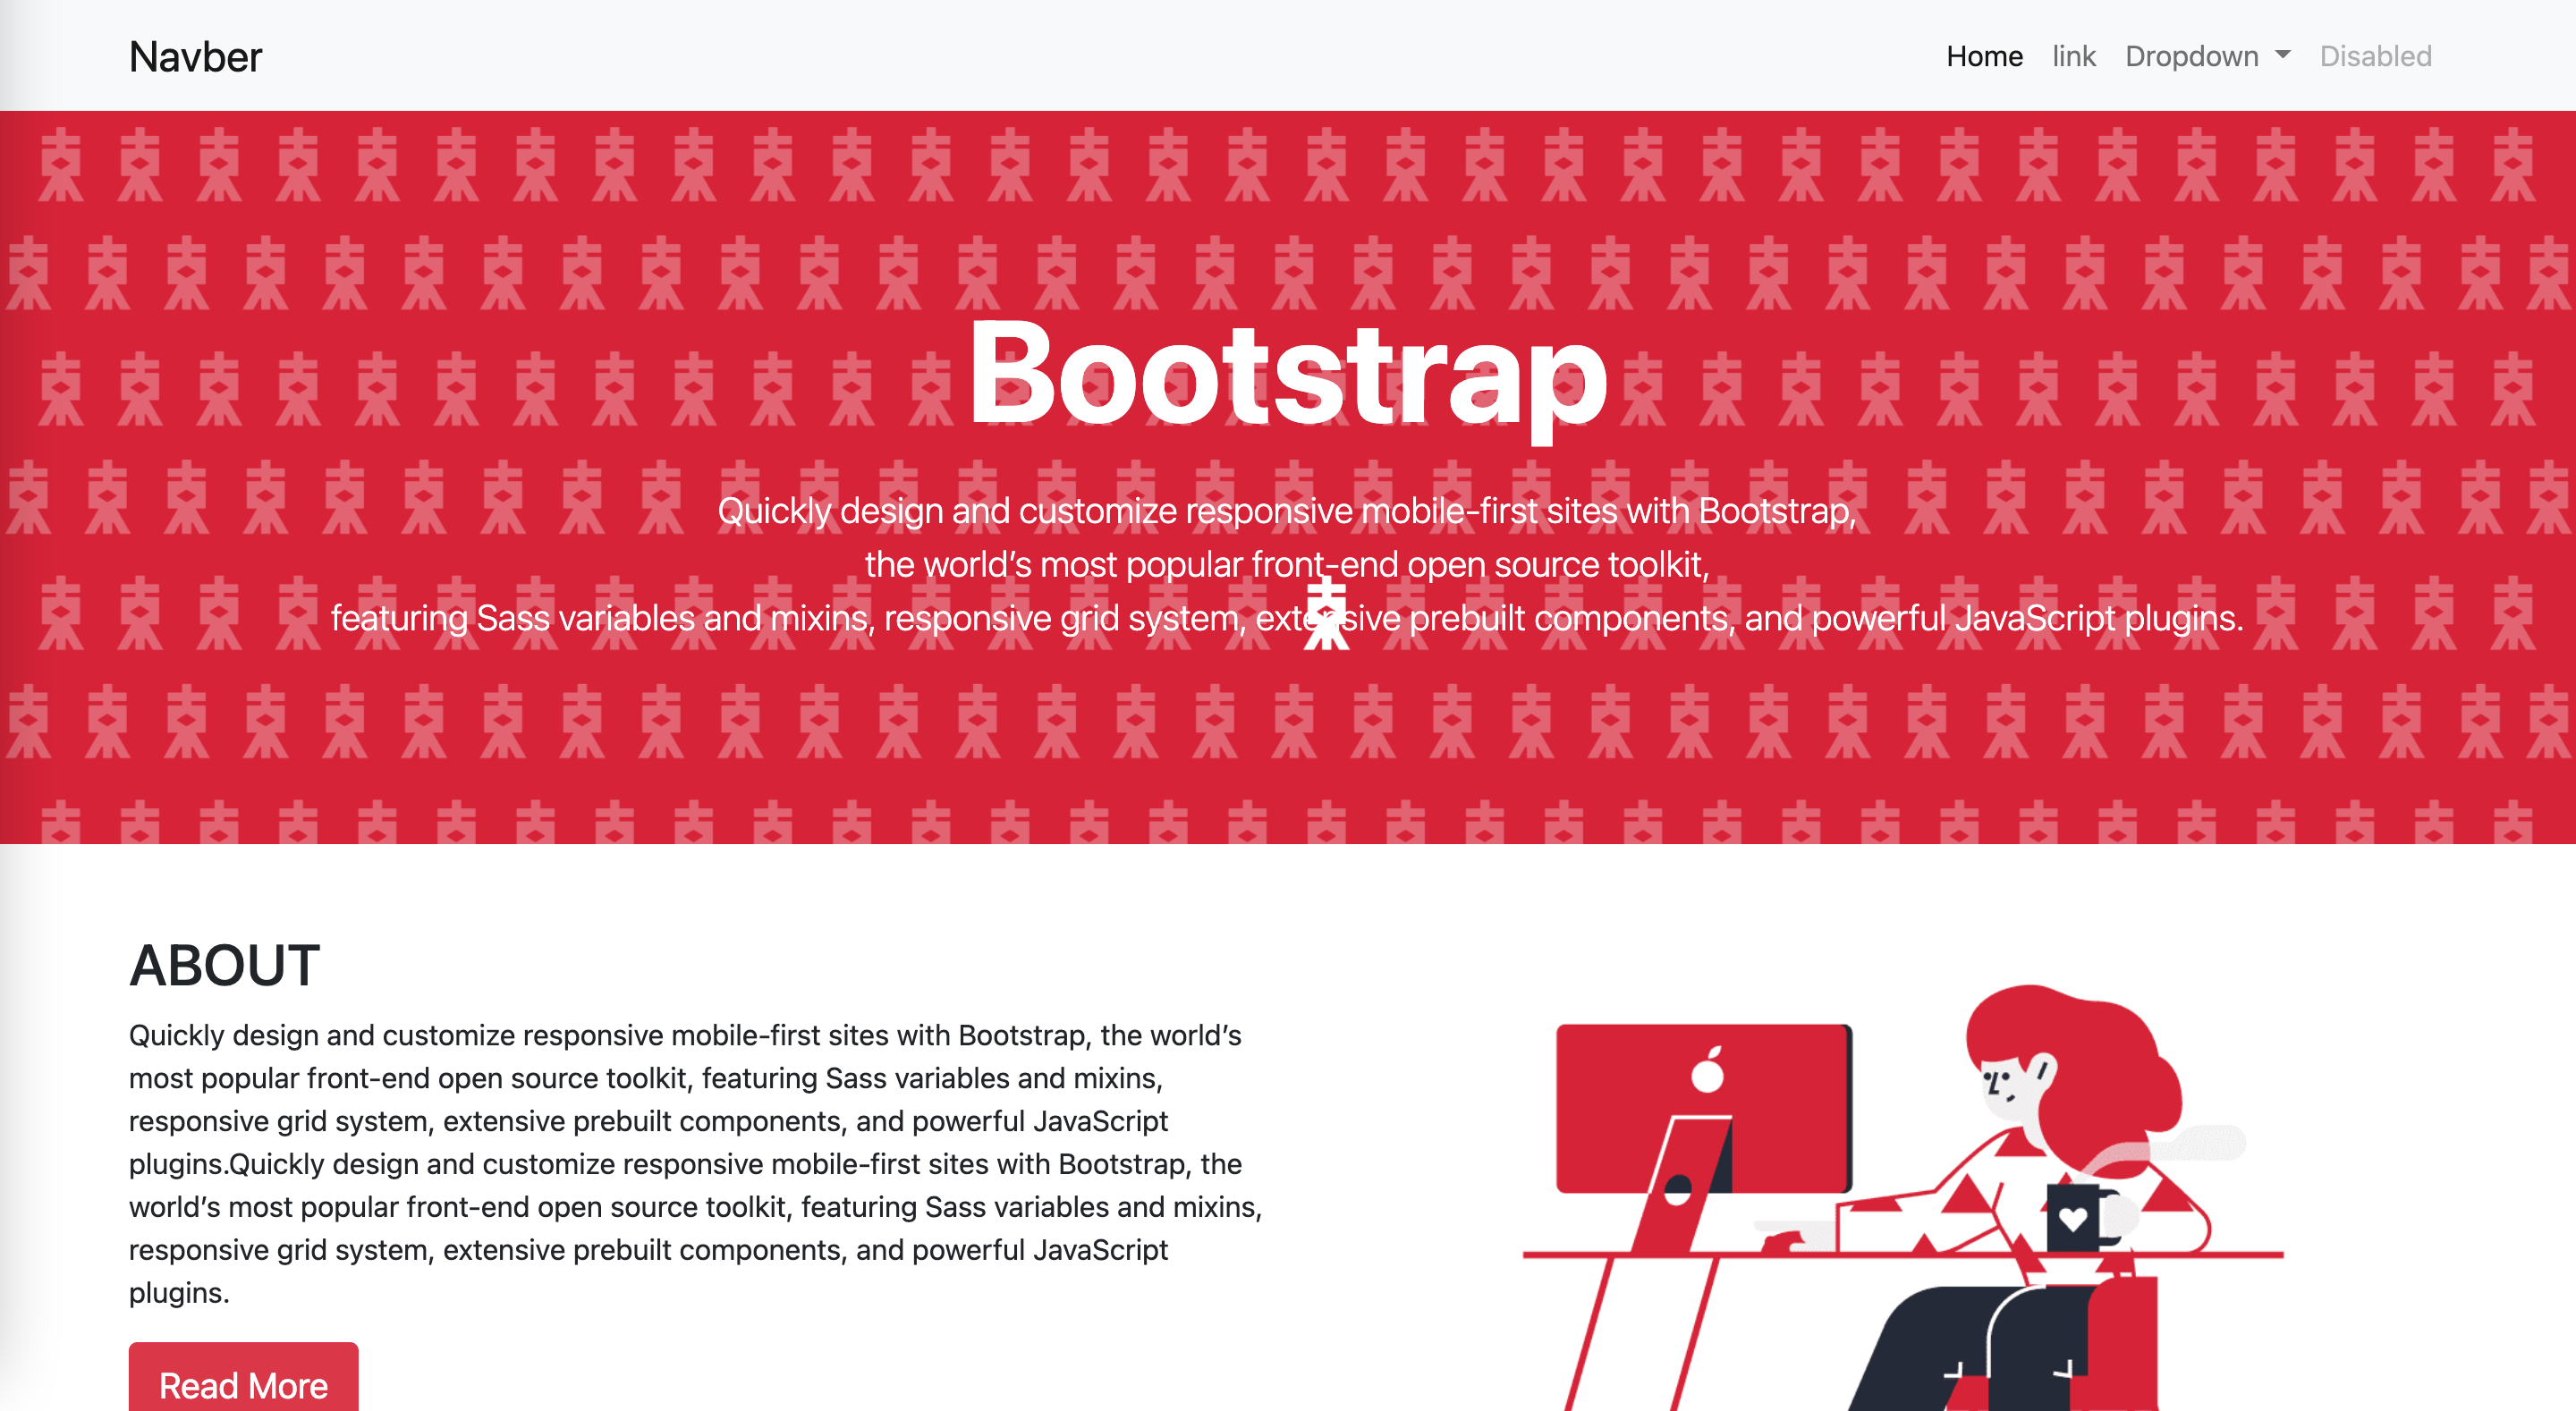 Navber
Home link Dropdown Disabled
Bootstrap
Quickly design and customize responsive mobile-first sites with Bootstrap,
the world’s most popular front-end open source toolkit,
featuring Sass variables and mixins, responsive grid system, extensive prebuilt components, and powerful JavaScript plugins.
ABOUT
Quickly design and customize responsive mobile-first sites with Bootstrap, the world’s
most popular front-end open source toolkit, featuring Sass variables and mixins,
responsive grid system, extensive prebuilt components, and powerful JavaScript
plugins.Quickly design and customize responsive mobile-first sites with Bootstrap, the
world’s most popular front-end open source toolkit, featuring Sass variables and mixins,
responsive grid system, extensive prebuilt components, and powerful JavaScript
plugins.
Read More